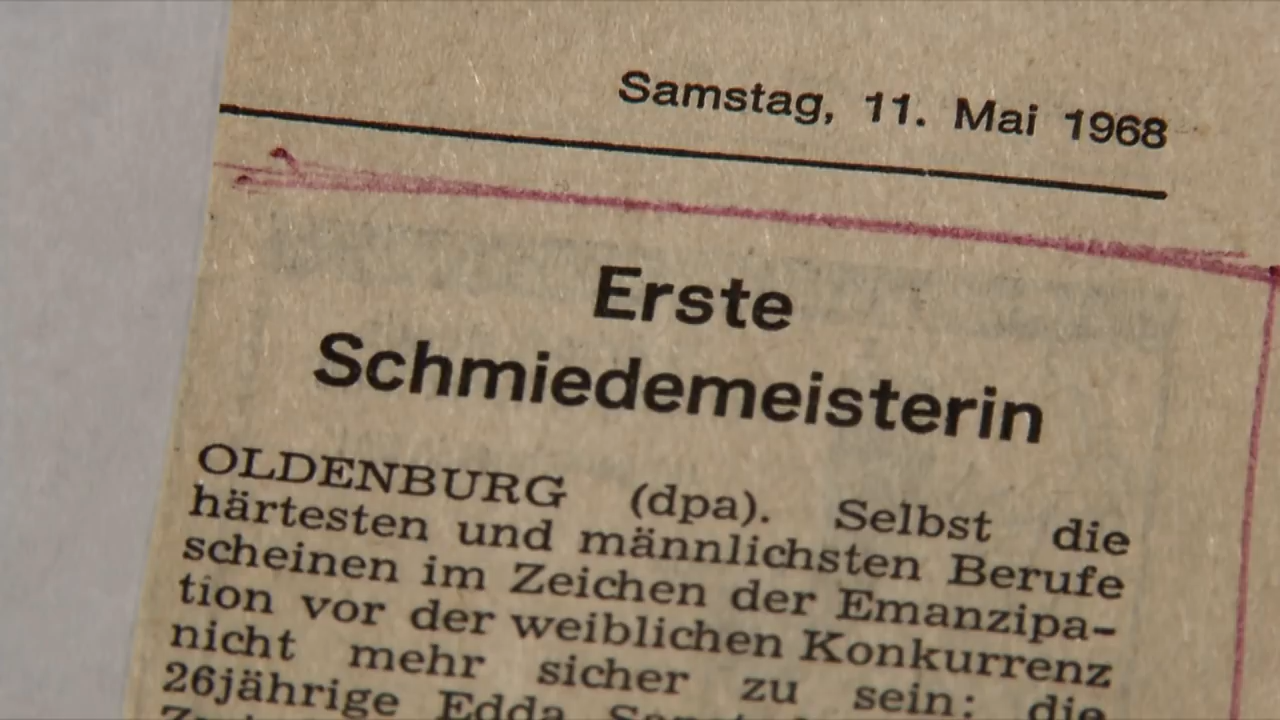 Samstag, 11. Mai 1968
Erste
Schmiedemeisterin
OLDENBURG (dpa). Selbst die
härtesten und männlichsten Berufe
scheinen im Zeichen der Emanzipa-
tion vor der weiblichen Konkurrenz
nicht mehr sicher zu sein: die
26jährige Edda